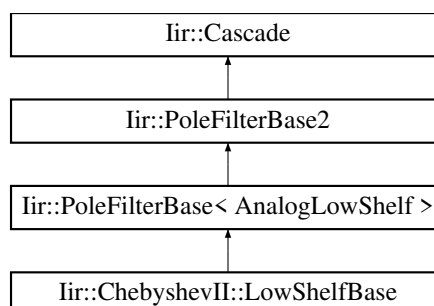 Iir::Cascade
Iir::PoleFilterBase2
Iir::PoleFilterBase< AnalogLowShelf >
Iir::ChebyshevII::LowShelfBase